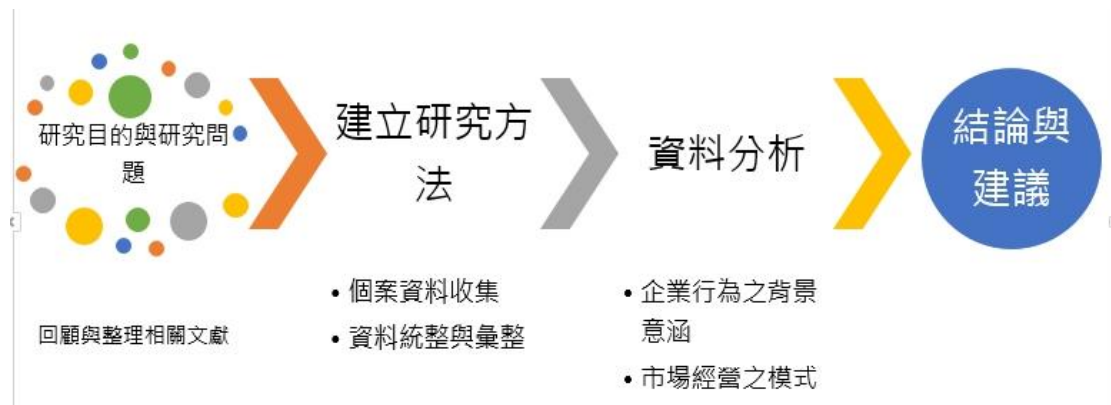 研究目的與研究問
題
回顧與整理相關文獻
建立研究方
法
• 個案資料收集
• 資料統整與彙整
資料分析
• 企業行為之背景
意涵
• 市場經營之模式
結論與
建議